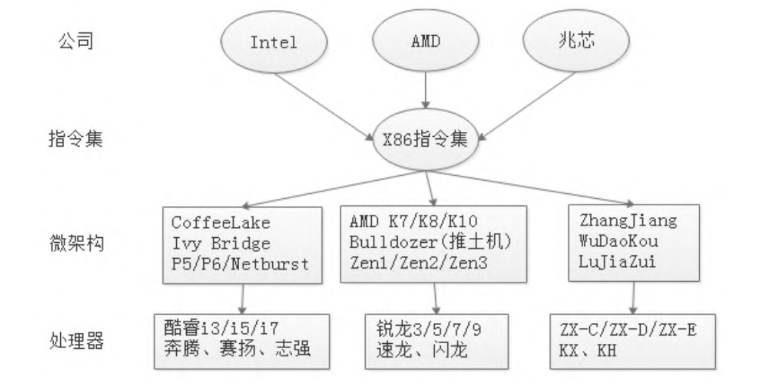 公司
Intel
AMD
兆芯
指令集
X86指令集
微架构
CoffeeLake
Ivy Bridge
P5/P6/Netburst
AMD K7/K8/K10
Bulldozer(推土机)
Zen1/Zen2/Zen3
ZhangJiang
WuDaoKou
LuJiaZui
处理器
酷睿i3/i5/i7
奔腾、赛扬、志强
锐龙3/5/7/9
速龙、闪龙
ZX-C/ZX-D/ZX-E
KX、KH